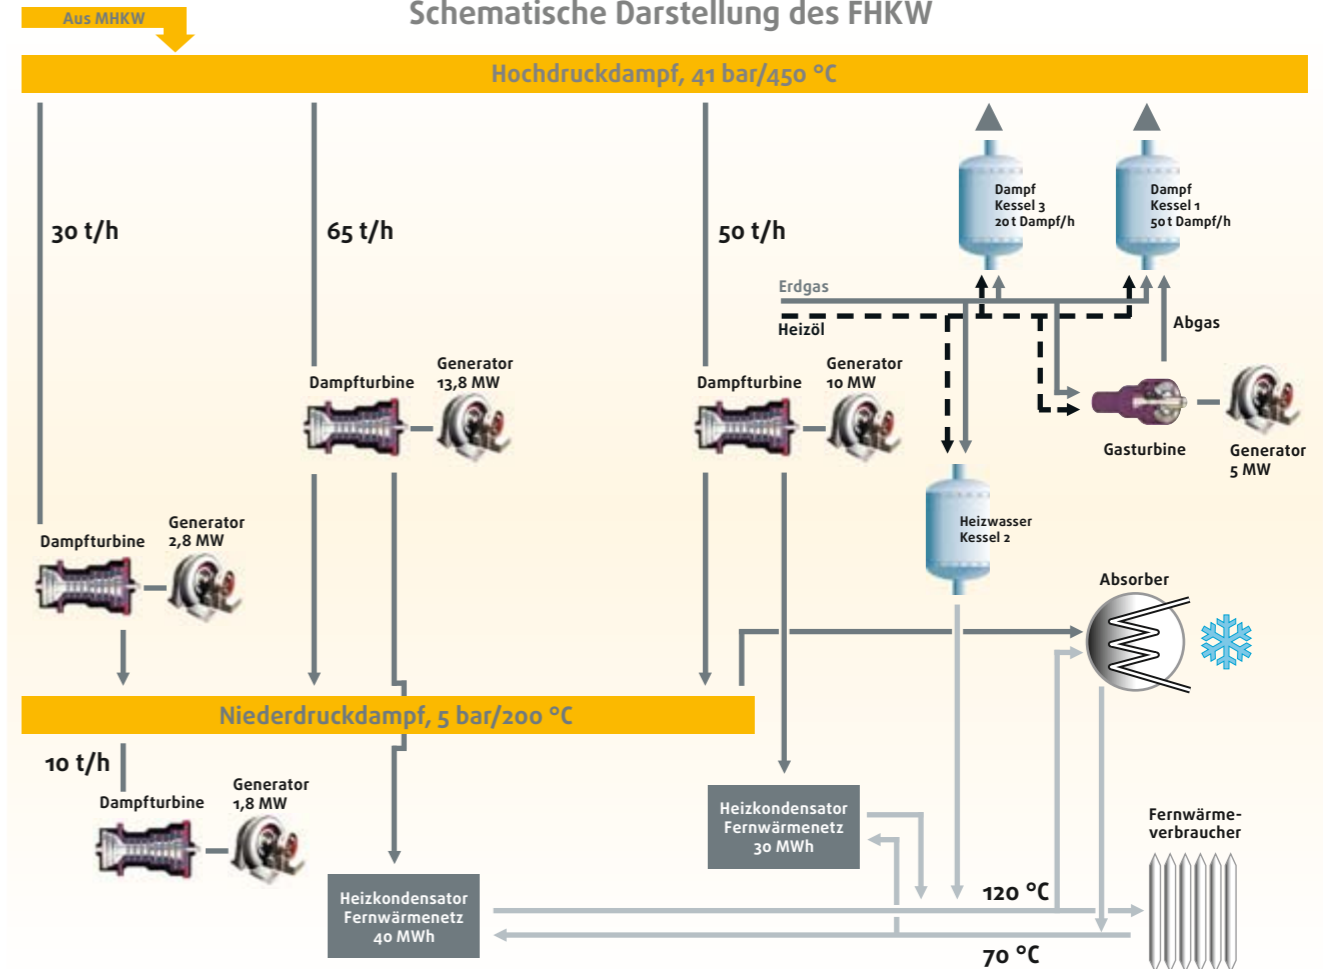 Schematische Darstellung des FHKW
Aus MHKW
Hochdruckdampf, 41 bar/450 °C
30 t/h
65 t/h
50 t/h
Dampf
Kessel 3
20 t Dampf/h
Dampf
Kessel 1
50 t Dampf/h
Erdgas
Heizöl
Abgas
Dampfturbine
Generator
13,8 MW
Dampfturbine
Generator
10 MW
Gasturbine
Generator
5 MW
Heizwasser
Kessel 2
Dampfturbine
Generator
2,8 MW
Absorber
Niederdruckdampf, 5 bar/200 °C
10 t/h
Dampfturbine
Generator
1,8 MW
Heizkondensator
Fernwärmenetz
30 MWh
Fernwärme-
verbraucher
Heizkondensator
Fernwärmenetz
40 MWh
120 °C
70 °C